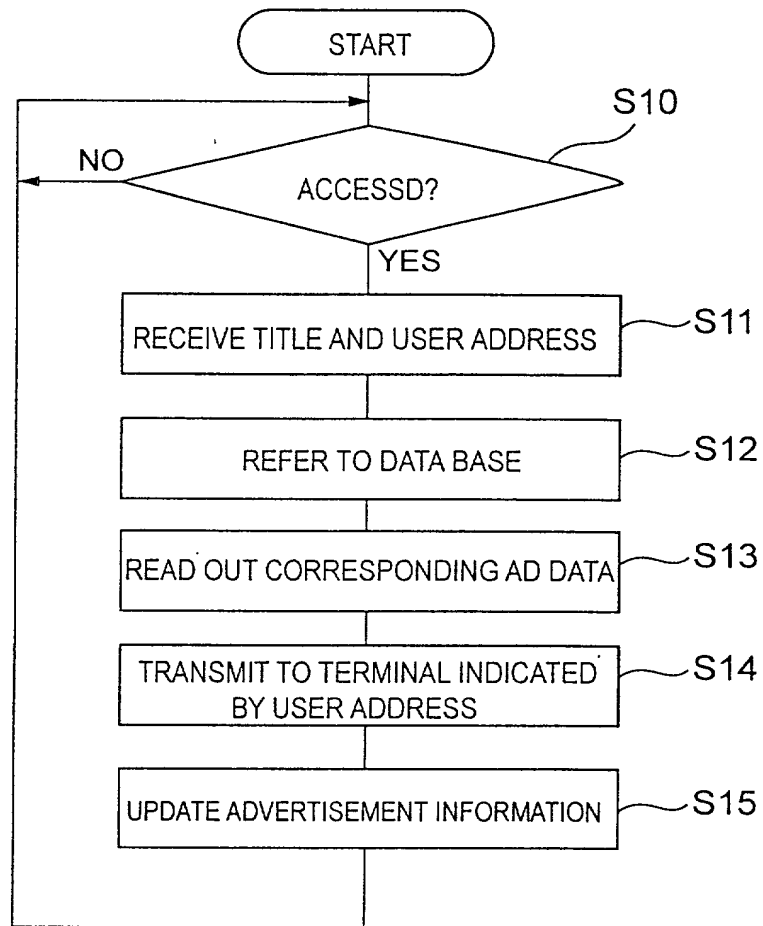 START
S10
NO
ACCESSD?
YES
RECEIVE TITLE AND USER ADDRESS
S11
REFER TO DATA BASE
S12
READ OUT CORRESPONDING AD DATA
S13
TRANSMIT TO TERMINAL INDICATED
BY USER ADDRESS
S14
UPDATE ADVERTISEMENT INFORMATION
S15